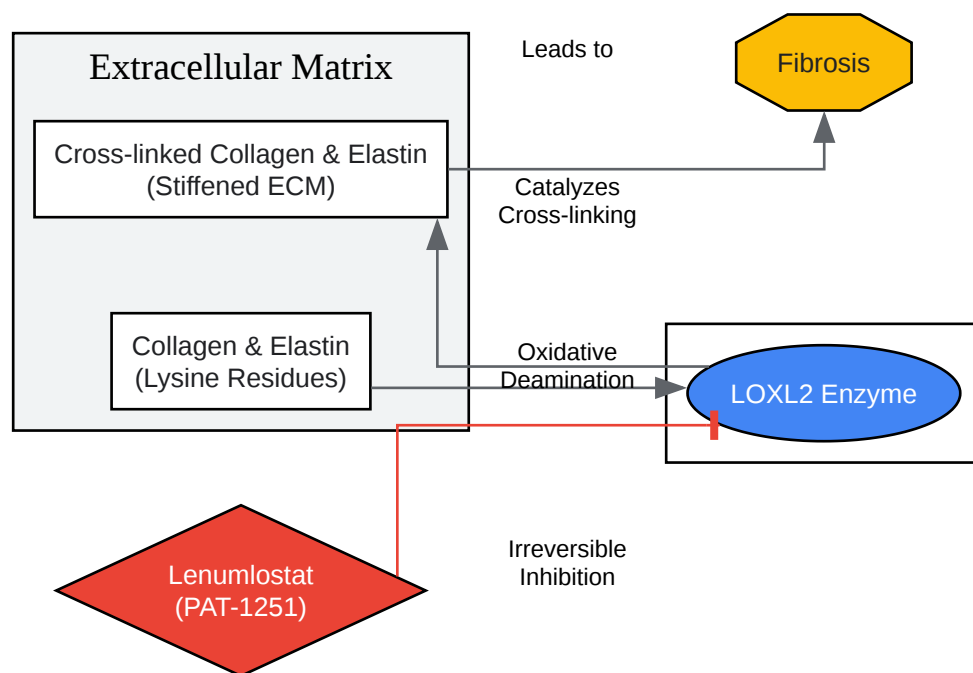 Leads to
Fibrosis
Extracellular Matrix
Cross-linked Collagen & Elastin
(Stiffened ECM)
Catalyzes
Cross-linking
Collagen & Elastin
(Lysine Residues)
Oxidative
Deamination
LOXL2 Enzyme
Lenumlostat
(PAT-1251)
Irreversible
Inhibition